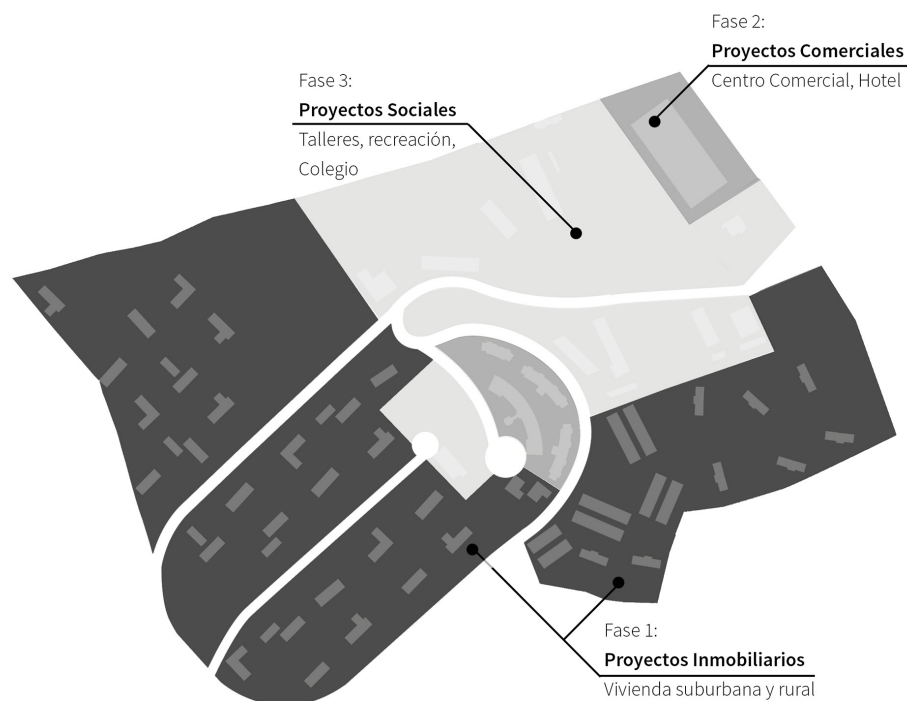 Fase 2:
Proyectos Comerciales
Centro Comercial, Hotel
Fase 3:
Proyectos Sociales
Talleres, recreación,
Colegio
Fase 1:
Proyectos Inmobiliarios
Vivienda suburbana y rural